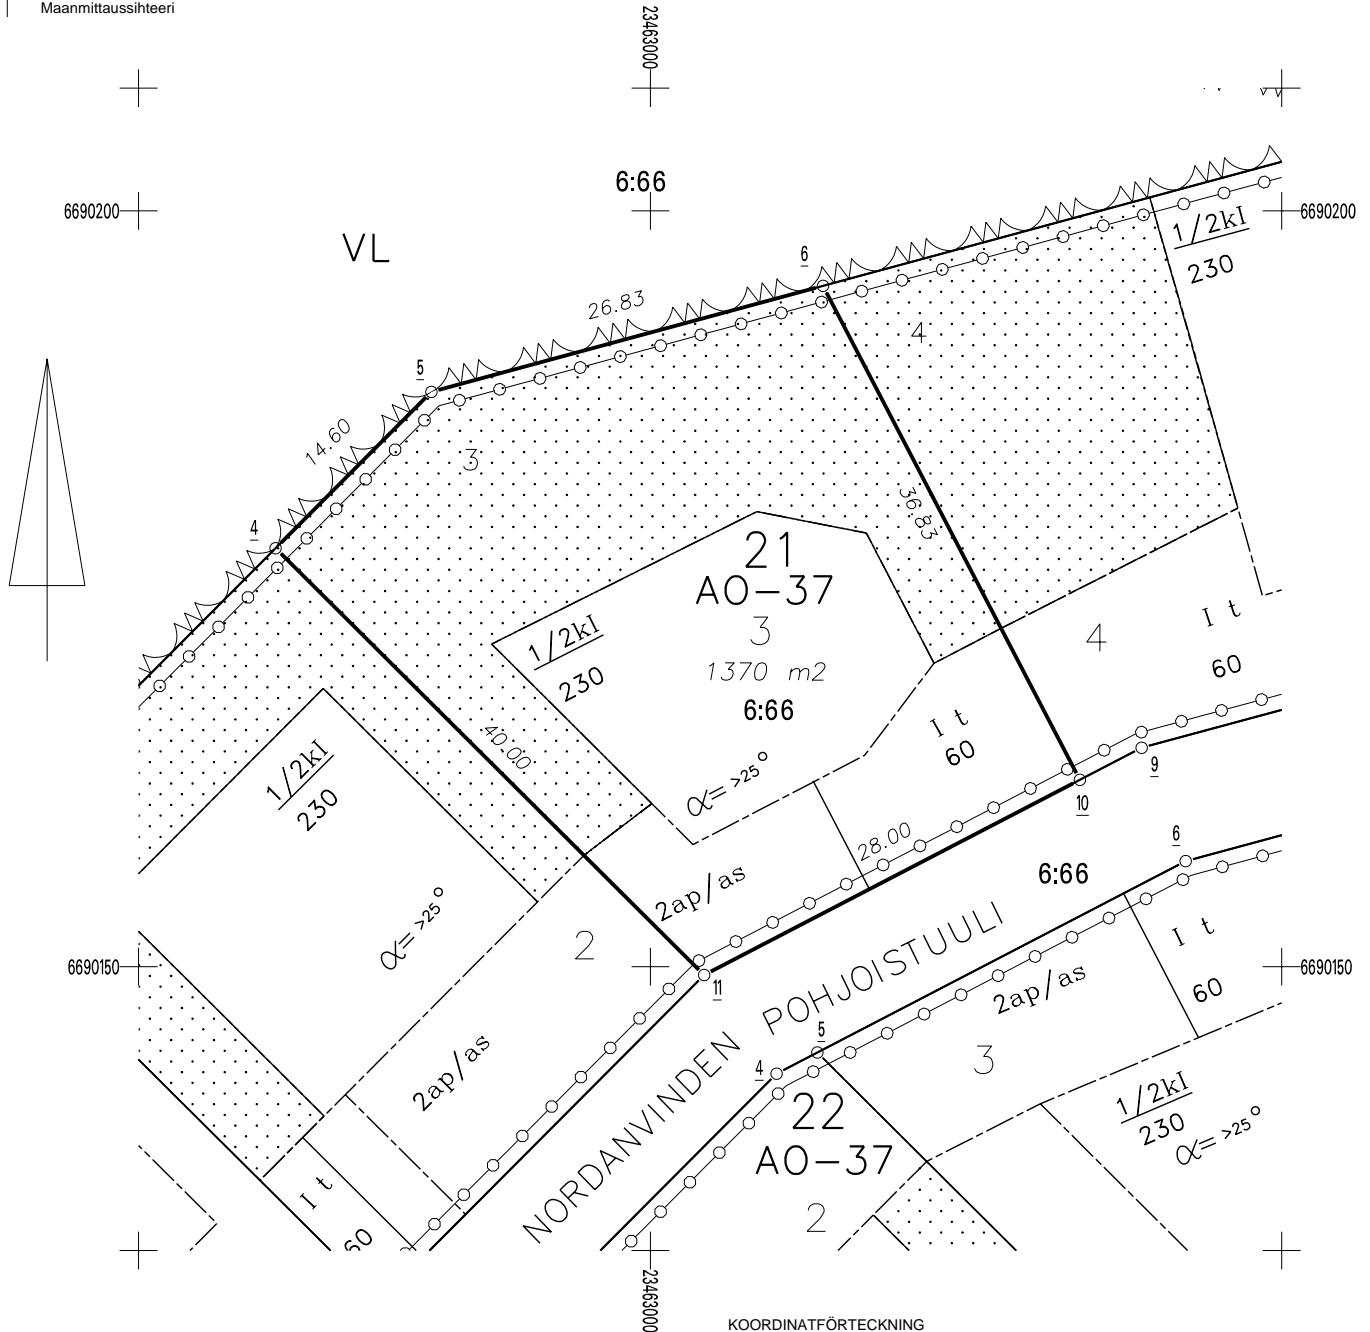 Maanmittaussihteeri
23463000
6:66
6690200
6690200
VL
1/2kI
230
6
26.83
4
5
14.60
3
4
36.83
21
AO-37
3
1370 m2
6:66
1/2kI
230
4
I t
60
I t
60
40.00
α= >25°
1/2kI
230
9
10
28.00
6
6:66
2ap/as
α= >25°
2
6690150
6690150
11
NORDANVINDEN POHJOISTUULI
2ap/as
I t
60
5
4
3
2ap/as
22
AO-37
1/2kI
230
α= >25°
I t
60
2
23463000
KOORDINATFÖRTECKNING